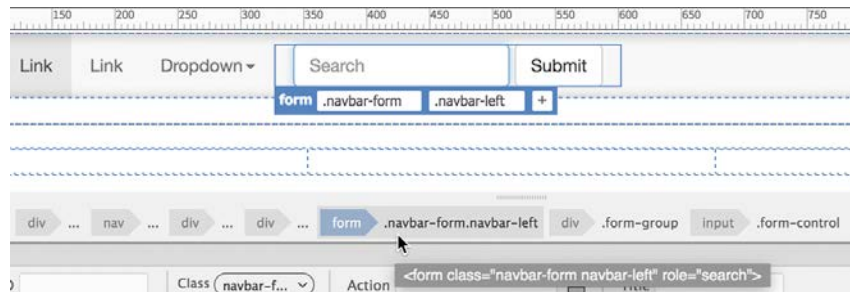 150 200 250 300 350 400 450 500 550 600 650 700 750
Link Link Dropdown Search Submit
form .navbar-form .navbar-left +
div ... nav ... div ... div ... form .navbar-form.navbar-left div .form-group input .form-control
Class navbar-f... Action
<form class="navbar-form navbar-left" role="search">